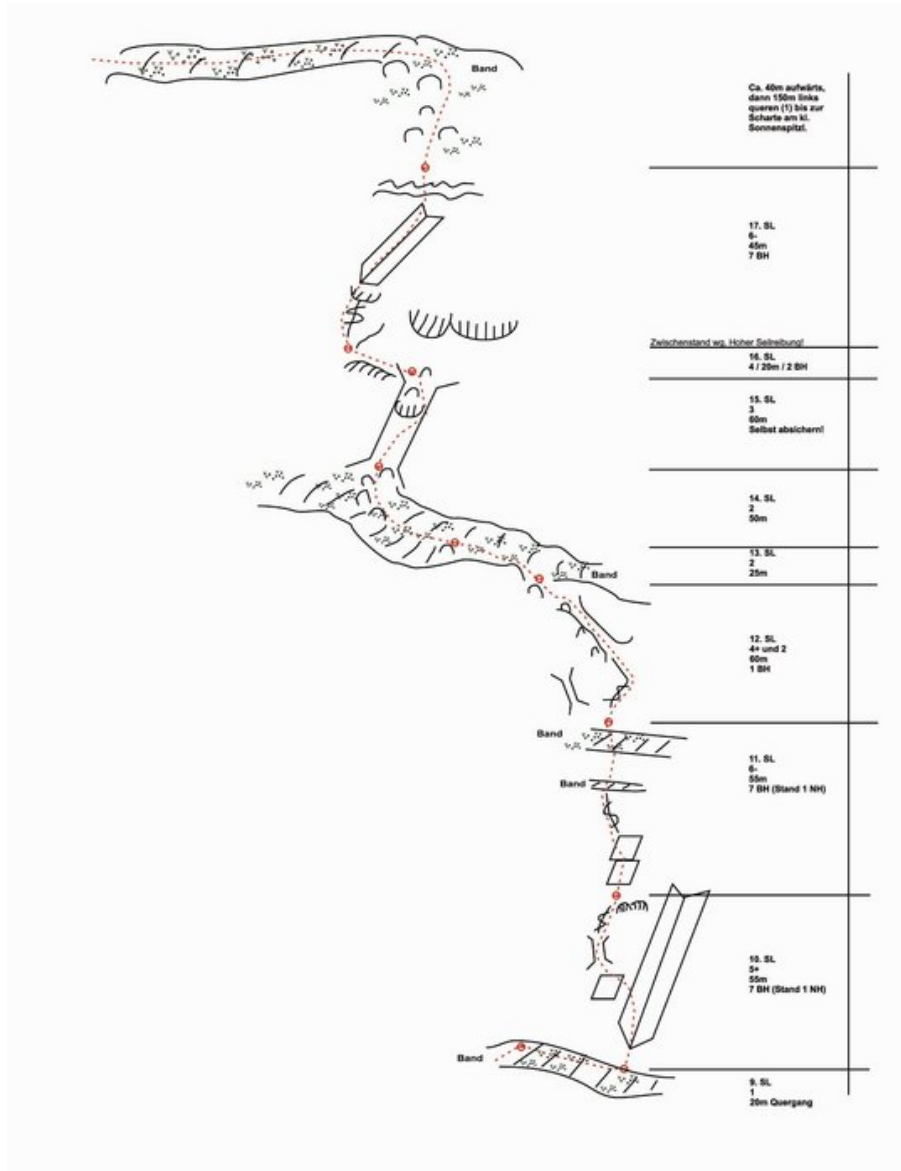 Band
Ca. 40m aufwärts,
dann 150m links
queren (1) bis zur
Scharte am kl.
Sonnenspitzl.
17. SL
6-
45m
7 BH
Zwischenstand wg. Hoher Seilreibung!
16. SL
4 / 20m / 2 BH
15. SL
3
60m
Selbst absichern!
14. SL
2
50m
13. SL
2
25m
Band
12. SL
4+ und 2
60m
1 BH
Band
11. SL
6-
55m
7 BH (Stand 1 NH)
Band
10. SL
5+
55m
7 BH (Stand 1 NH)
Band
9. SL
1
20m Quergang